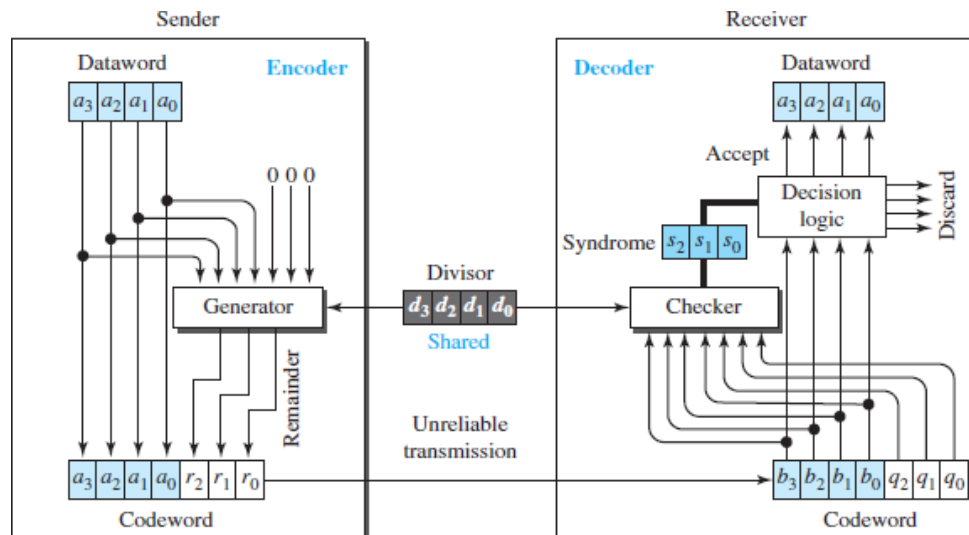 Sender
Receiver
Dataword
Encoder
a3 a2 a1 a0
0 0 0
Generator
Remainder
a3 a2 a1 a0 r2 r1 r0
Codeword
Divisor
d3 d2 d1 d0
Shared
Unreliable
transmission
Decoder
Dataword
a3 a2 a1 a0
Accept
Decision
logic
Discard
Syndrome
s2 s1 s0
Checker
b3 b2 b1 b0 q2 q1 q0
Codeword